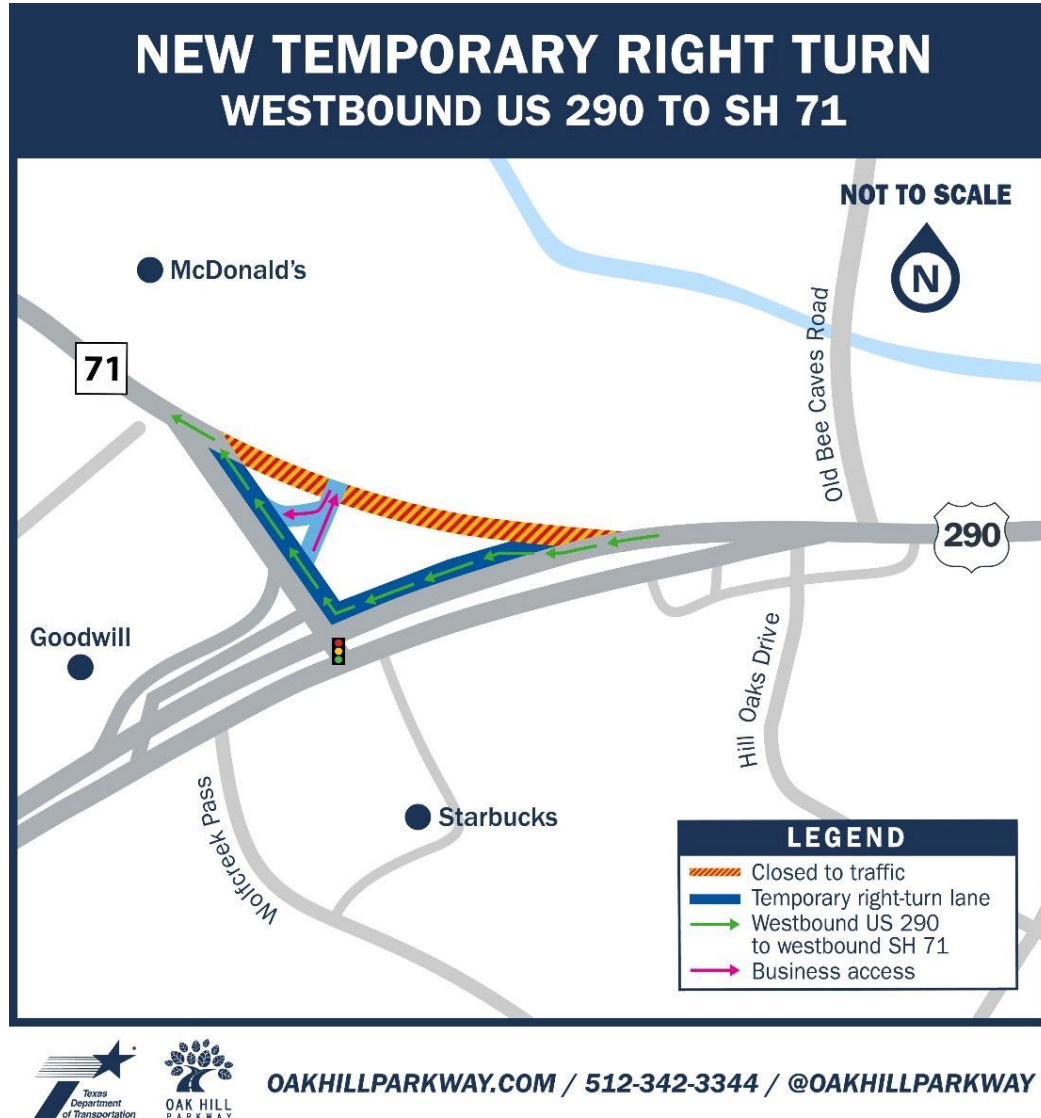 NEW TEMPORARY RIGHT TURN
WESTBOUND US 290 TO SH 71
NOT TO SCALE
N
McDonald's
71
Old Bee Caves Road
290
Goodwill
Hill Oaks Drive
Wolfcreek Pass
Starbucks
LEGEND
Closed to traffic
Temporary right-turn lane
Westbound US 290
to westbound SH 71
Business access
Texas
Department
of Transportation
OAK HILL
PARKWAY
OAKHILLPARKWAY.COM / 512-342-3344 / @OAKHILLPARKWAY